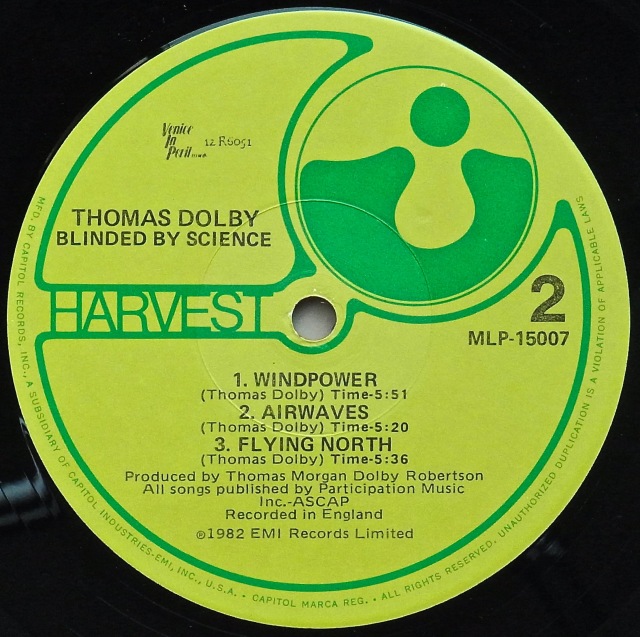 Venice
In
Peril
12 R6051
THOMAS DOLBY
BLINDED BY SCIENCE
HARVEST
2
MLP-15007
1. WINDPOWER
(Thomas Dolby) Time-5:51
2. AIRWAVES
(Thomas Dolby) Time-5:20
3. FLYING NORTH
(Thomas Dolby) Time-5:36
Produced by Thomas Morgan Dolby Robertson
All songs published by Participation Music
Inc.-ASCAP
Recorded in England
℗1982 EMI Records Limited
MFD. BY CAPITOL RECORDS, INC., A SUBSIDIARY OF CAPITOL INDUSTRIES-EMI, INC., U.S.A. • CAPITOL MARCA REG. • ALL RIGHTS RESERVED. UNAUTHORIZED DUPLICATION IS A VIOLATION OF APPLICABLE LAWS